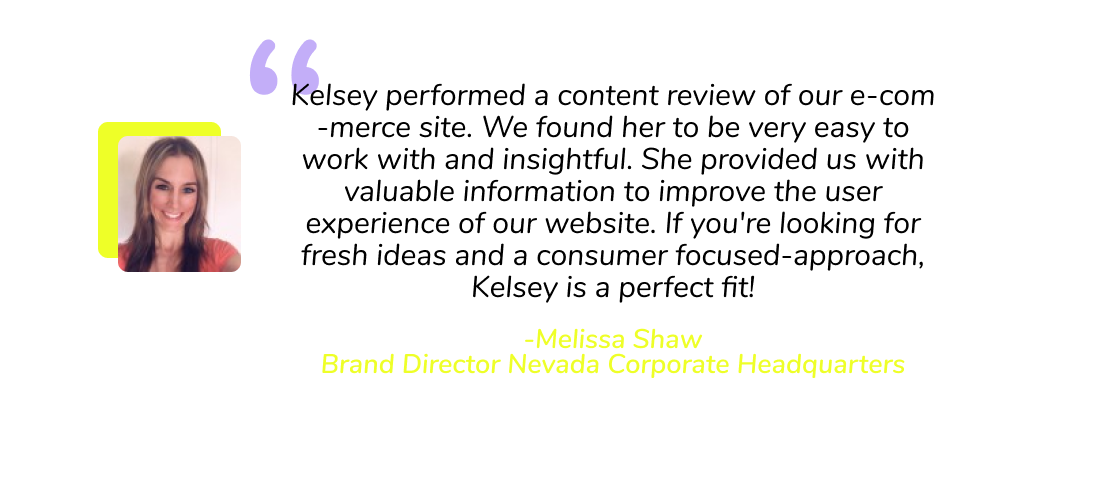 “
Kelsey performed a content review of our e-com
-merce site. We found her to be very easy to
work with and insightful. She provided us with
valuable information to improve the user
experience of our website. If you're looking for
fresh ideas and a consumer focused-approach,
Kelsey is a perfect fit!
-Melissa Shaw
Brand Director Nevada Corporate Headquarters